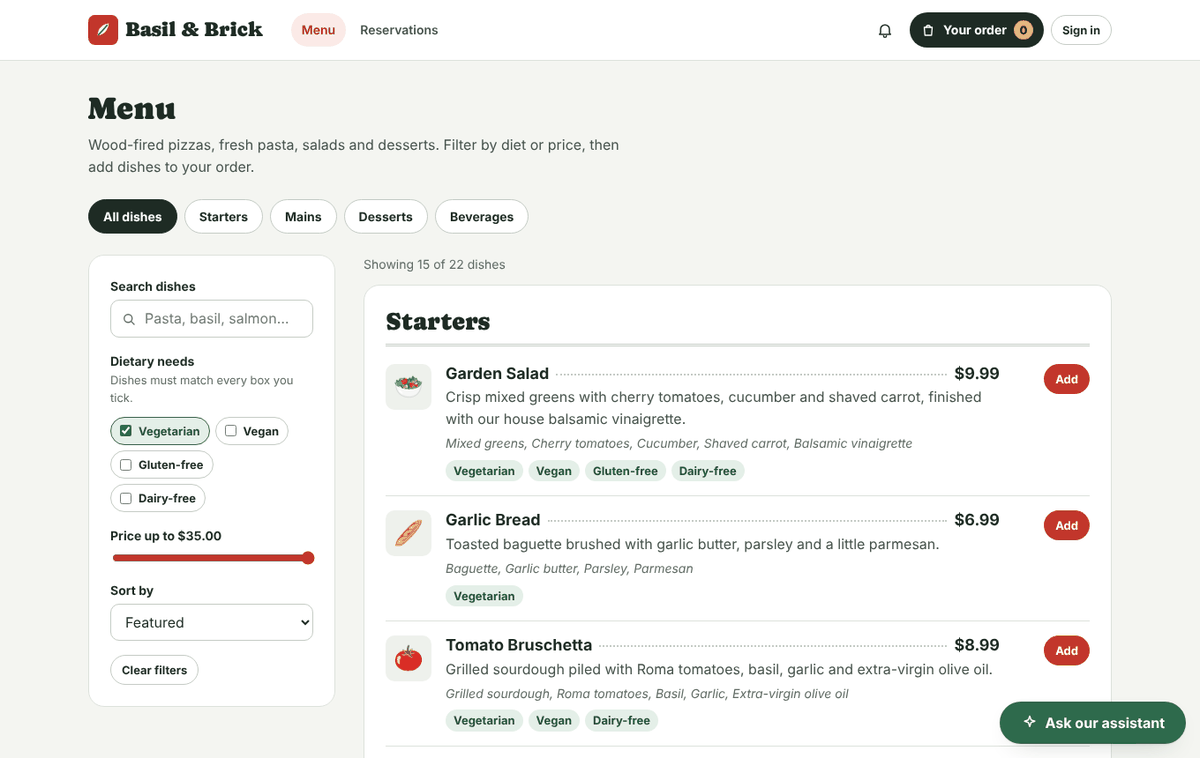 Basil & Brick
Menu
Reservations
Your order 0
Sign in
Menu
Wood-fired pizzas, fresh pasta, salads and desserts. Filter by diet or price, then
add dishes to your order.
All dishes
Starters
Mains
Desserts
Beverages
Search dishes
Pasta, basil, salmon...
Dietary needs
Dishes must match every box you
tick.
Vegetarian
Vegan
Gluten-free
Dairy-free
Price up to $35.00
Sort by
Featured
Clear filters
Showing 15 of 22 dishes
Starters
Garden Salad $9.99
Add
Crisp mixed greens with cherry tomatoes, cucumber and shaved carrot, finished
with our house balsamic vinaigrette.
Mixed greens, Cherry tomatoes, Cucumber, Shaved carrot, Balsamic vinaigrette
Vegetarian Vegan Gluten-free Dairy-free
Garlic Bread $6.99
Add
Toasted baguette brushed with garlic butter, parsley and a little parmesan.
Baguette, Garlic butter, Parsley, Parmesan
Vegetarian
Tomato Bruschetta $8.99
Add
Grilled sourdough piled with Roma tomatoes, basil, garlic and extra-virgin olive oil.
Grilled sourdough, Roma tomatoes, Basil, Garlic, Extra-virgin olive oil
Vegetarian Vegan Dairy-free
Ask our assistant